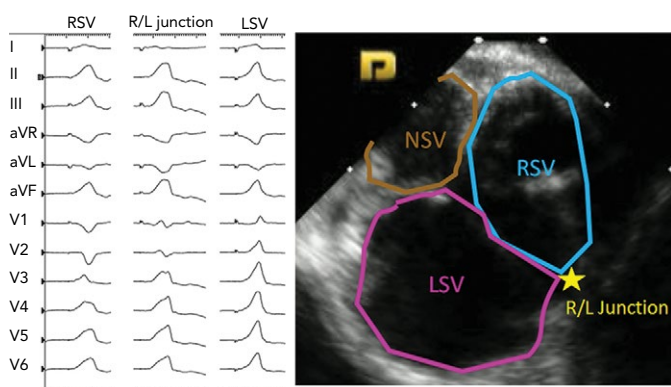 RSV R/L junction LSV
I
II
III
aVR
aVL
aVF
V1
V2
V3
V4
V5
V6
P
NSV
RSV
LSV
R/L Junction